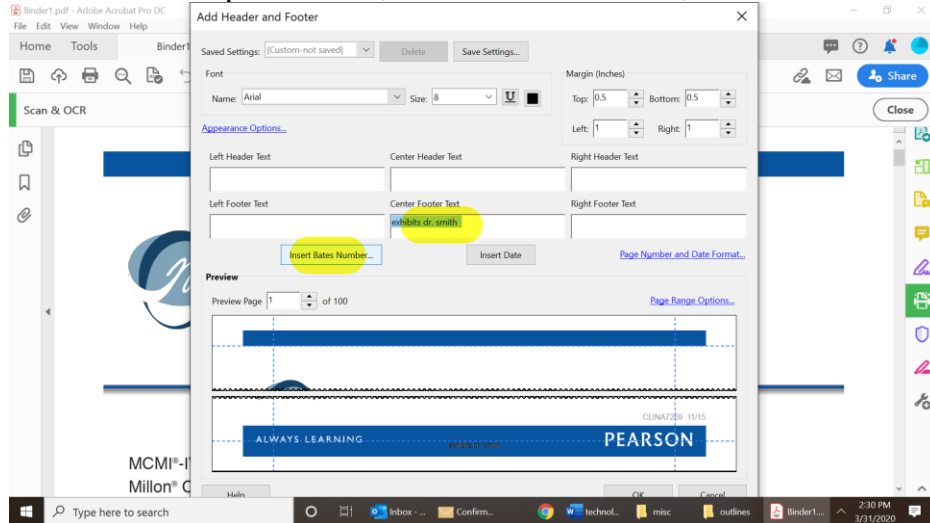 Binder1.pdf - Adobe Acrobat Pro DC
File Edit View Window Help
Home Tools Binder1
Share
Scan & OCR
Close
Add Header and Footer
Saved Settings: [Custom-not saved] Delete Save Settings...
Font
Name: Arial Size: 8 U
Margin (Inches)
Top: 0.5 Bottom: 0.5
Left: 1 Right: 1
Appearance Options...
Left Header Text Center Header Text Right Header Text
Left Footer Text Center Footer Text Right Footer Text
exhibits dr. smith
Insert Bates Number... Insert Date Page Number and Date Format...
Preview
Preview Page 1 of 100 Page Range Options...
CLINA7259 11/15
ALWAYS LEARNING exhibits dr. smith PEARSON
Help OK Cancel
MCMI®-I
Millon® C
Type here to search Inbox - ... Confirm... technol... misc outlines Binder1.... 2:30 PM
3/31/2020